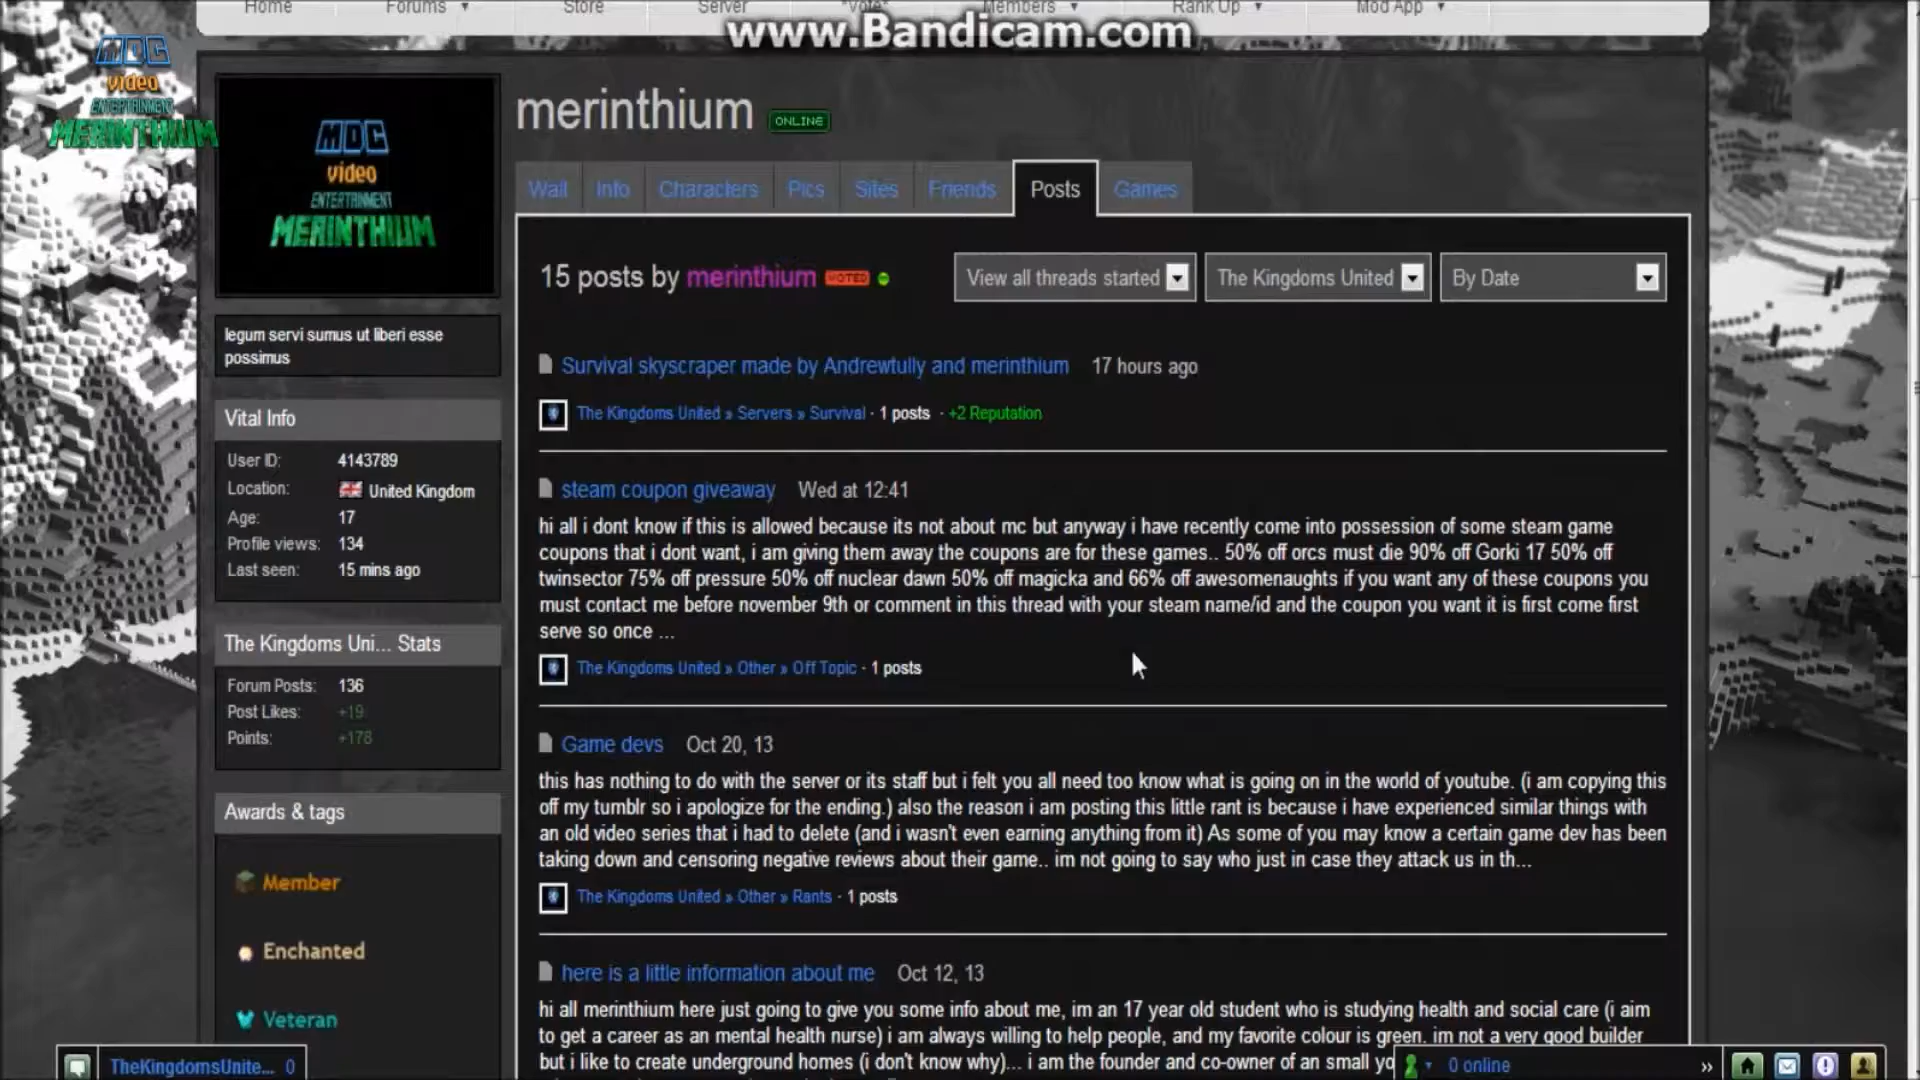 Home Forums Store Server *Vote* Members Rank Up Mod App
www.Bandicam.com
MDC
video
ENTERTAINMENT
MERINTHIUM
MDC
video
ENTERTAINMENT
MERINTHIUM
merinthium ONLINE
Wall Info Characters Pics Sites Friends Posts Games
15 posts by merinthium VOTED
View all threads started
The Kingdoms United
By Date
legum servi sumus ut liberi esse
possimus
Vital Info
User ID: 4143789
Location: United Kingdom
Age: 17
Profile views: 134
Last seen: 15 mins ago
The Kingdoms Uni... Stats
Forum Posts: 136
Post Likes: +19
Points: +178
Awards & tags
Member
Enchanted
Veteran
Survival skyscraper made by Andrewtully and merinthium 17 hours ago
The Kingdoms United » Servers » Survival · 1 posts · +2 Reputation
steam coupon giveaway Wed at 12:41
hi all i dont know if this is allowed because its not about mc but anyway i have recently come into possession of some steam game
coupons that i dont want, i am giving them away the coupons are for these games.. 50% off orcs must die 90% off Gorki 17 50% off
twinsector 75% off pressure 50% off nuclear dawn 50% off magicka and 66% off awesomenaughts if you want any of these coupons you
must contact me before november 9th or comment in this thread with your steam name/id and the coupon you want it is first come first
serve so once ...
The Kingdoms United » Other » Off Topic · 1 posts
Game devs Oct 20, 13
this has nothing to do with the server or its staff but i felt you all need too know what is going on in the world of youtube. (i am copying this
off my tumblr so i apologize for the ending.) also the reason i am posting this little rant is because i have experienced similar things with
an old video series that i had to delete (and i wasn't even earning anything from it) As some of you may know a certain game dev has been
taking down and censoring negative reviews about their game.. im not going to say who just in case they attack us in th...
The Kingdoms United » Other » Rants · 1 posts
here is a little information about me Oct 12, 13
hi all merinthium here just going to give you some info about me, im an 17 year old student who is studying health and social care (i aim
to get a career as an mental health nurse) i am always willing to help people, and my favorite colour is green. im not a very good builder
but i like to create underground homes (i don't know why)... i am the founder and co-owner of an small yo
TheKingdomsUnite... 0
0 online »